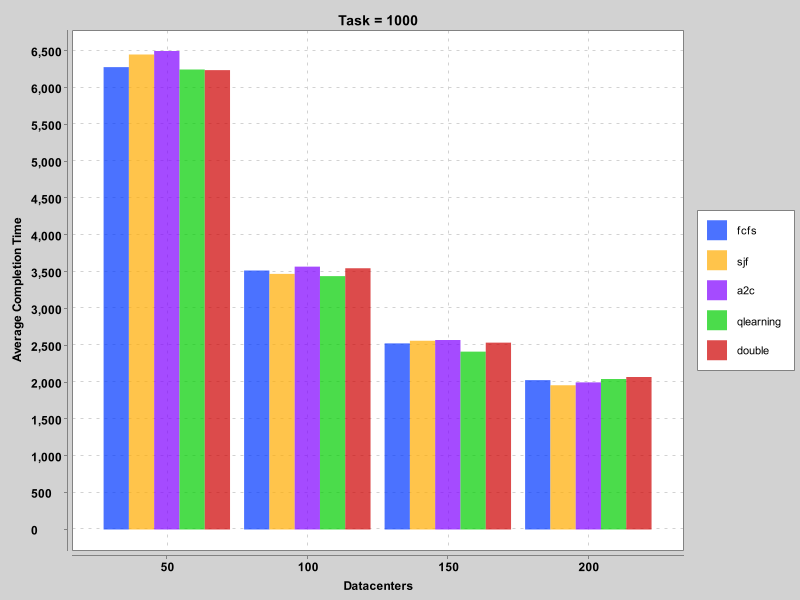 Task = 1000
Average Completion Time
6,500
6,000
5,500
5,000
4,500
4,000
3,500
3,000
2,500
2,000
1,500
1,000
500
0
50 100 150 200
Datacenters
fcfs
sjf
a2c
qlearning
double